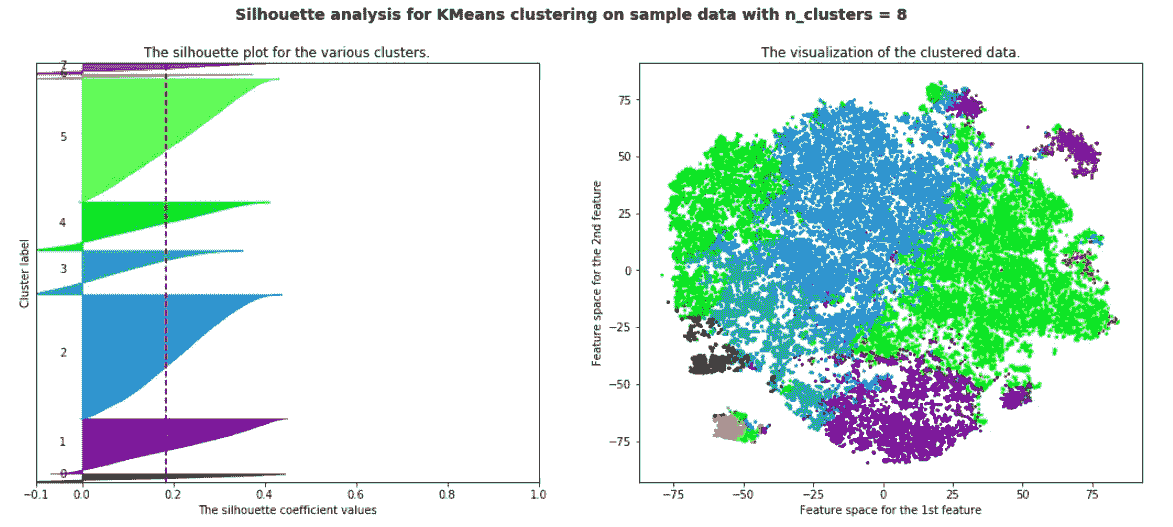 Silhouette analysis for KMeans clustering on sample data with n_clusters = 8
The silhouette plot for the various clusters.
Cluster label
7
6
5
4
3
2
1
0
−0.1 0.0 0.2 0.4 0.6 0.8 1.0
The silhouette coefficient values
The visualization of the clustered data.
Feature space for the 2nd feature
75
50
25
0
−25
−50
−75
−75 −50 −25 0 25 50 75
Feature space for the 1st feature